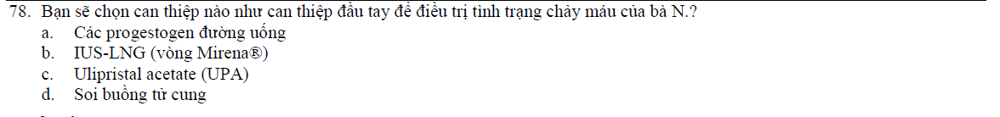 78. Bạn sẽ chọn can thiệp nào như can thiệp đầu tay để điều trị tình trạng chảy máu của bà N.?
a. Các progestogen đường uống
b. IUS-LNG (vòng Mirena®)
c. Ulipristal acetate (UPA)
d. Soi buồng tử cung